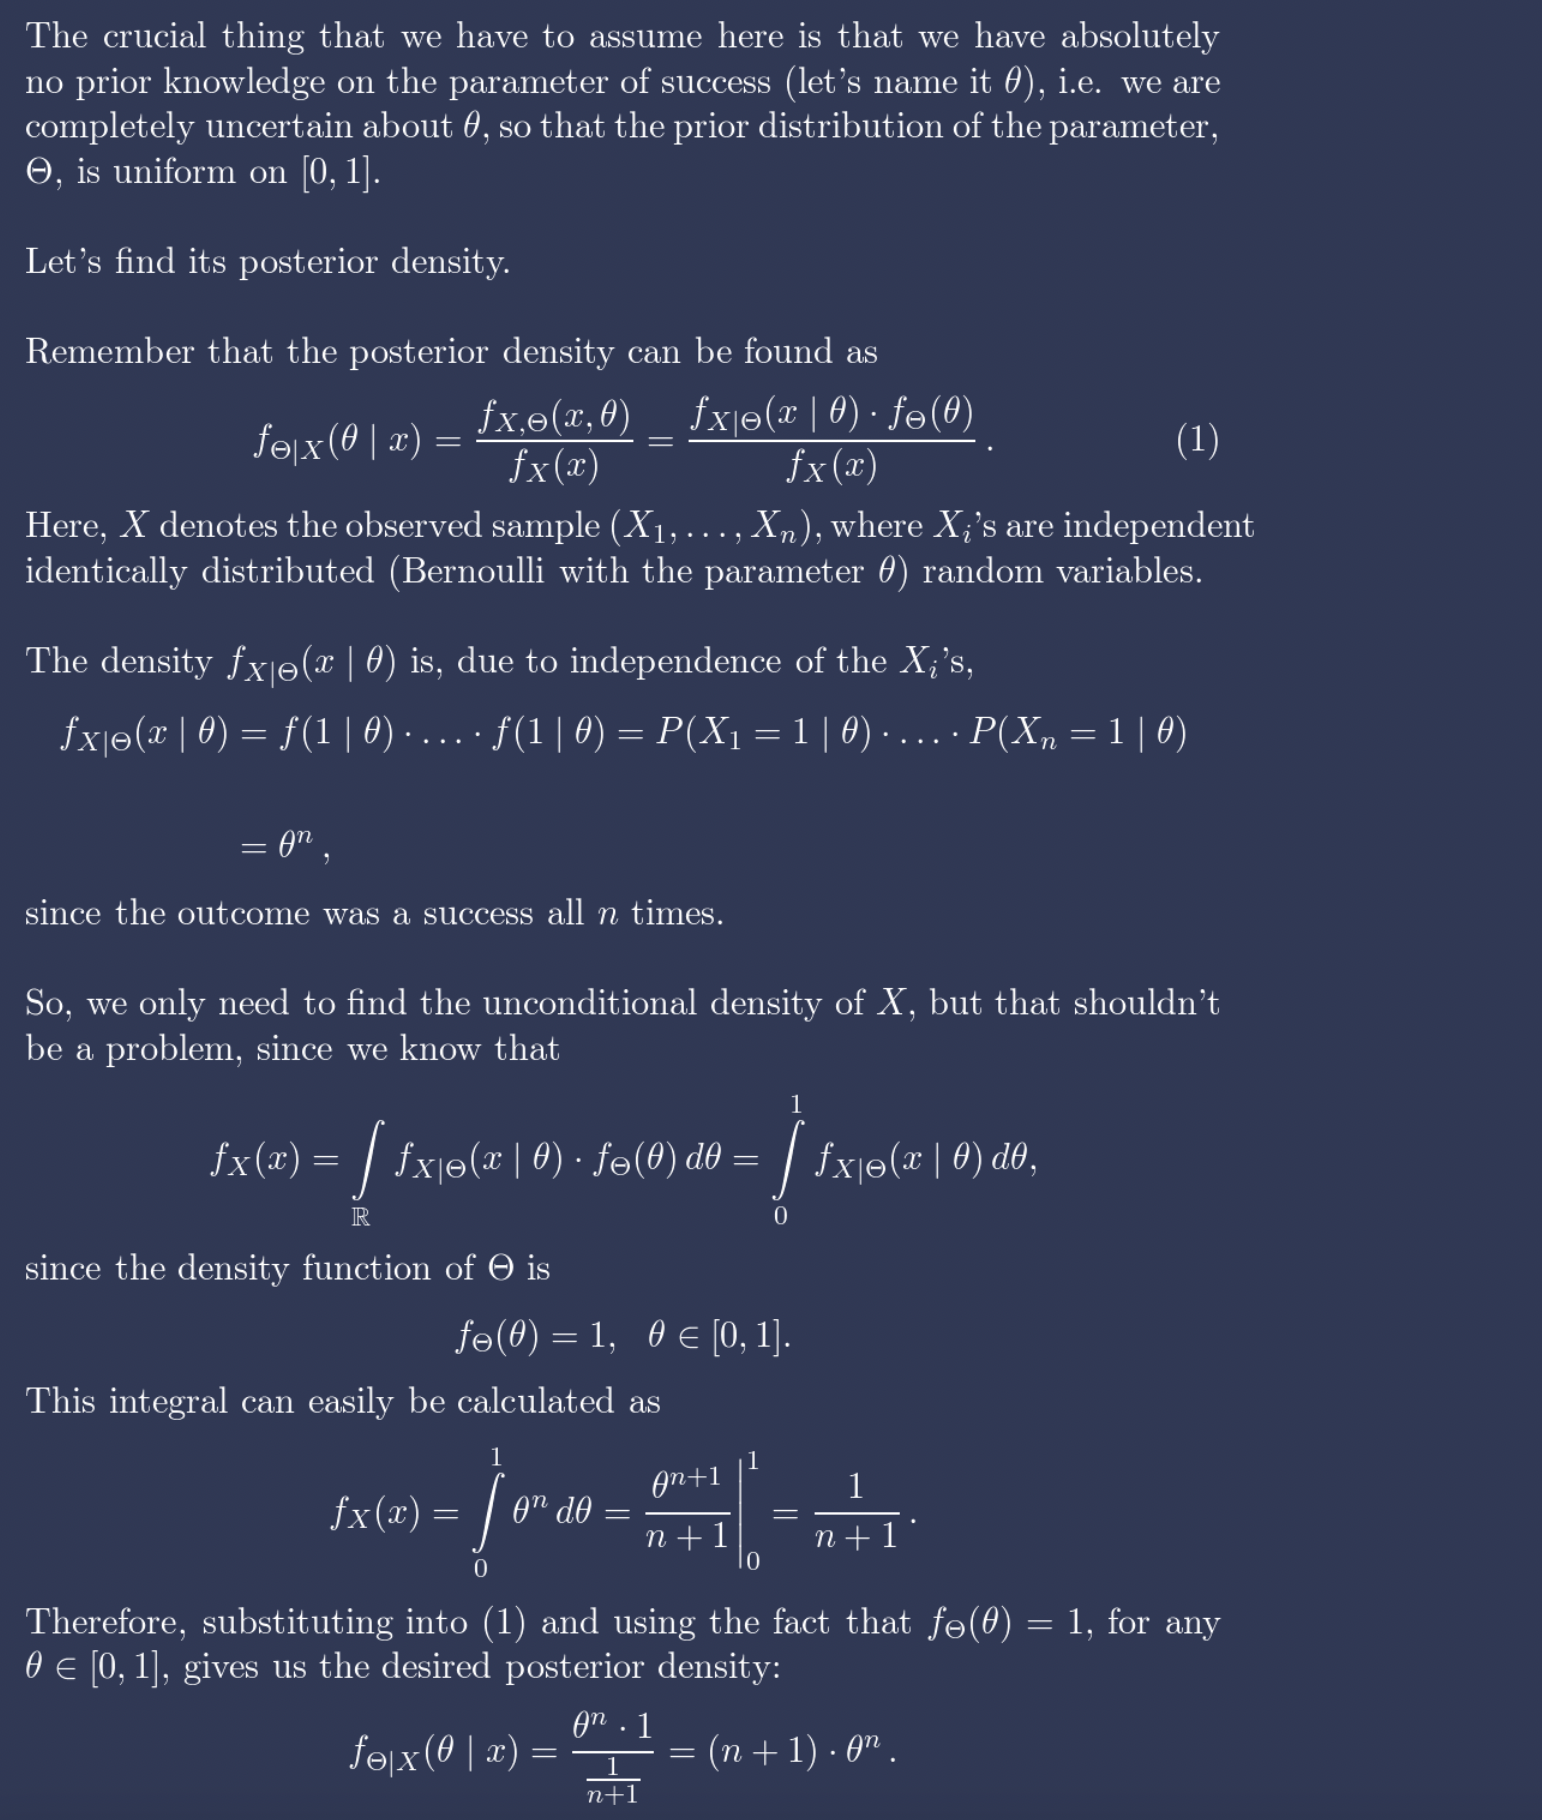 The crucial thing that we have to assume here is that we have absolutely
no prior knowledge on the parameter of success (let's name it θ), i.e. we are
completely uncertain about θ, so that the prior distribution of the parameter,
Θ, is uniform on [0, 1].
Let's find its posterior density.
Remember that the posterior density can be found as
f_{Θ|X}(θ | x) = \frac{f_{X,Θ}(x, θ)}{f_X(x)} = \frac{f_{X|Θ}(x | θ) · f_Θ(θ)}{f_X(x)} . (1)
Here, X denotes the observed sample (X_1, . . . , X_n), where X_i's are independent
identically distributed (Bernoulli with the parameter θ) random variables.
The density f_{X|Θ}(x | θ) is, due to independence of the X_i's,
f_{X|Θ}(x | θ) = f(1 | θ) · . . . · f(1 | θ) = P(X_1 = 1 | θ) · . . . · P(X_n = 1 | θ)
= θ^n ,
since the outcome was a success all n times.
So, we only need to find the unconditional density of X, but that shouldn't
be a problem, since we know that
f_X(x) = \int_ℝ f_{X|Θ}(x | θ) · f_Θ(θ) dθ = \int_0^1 f_{X|Θ}(x | θ) dθ,
since the density function of Θ is
f_Θ(θ) = 1, θ ∈ [0, 1].
This integral can easily be calculated as
f_X(x) = \int_0^1 θ^n dθ = \frac{θ^{n+1}}{n + 1} |_0^1 = \frac{1}{n + 1} .
Therefore, substituting into (1) and using the fact that f_Θ(θ) = 1, for any
θ ∈ [0, 1], gives us the desired posterior density:
f_{Θ|X}(θ | x) = \frac{θ^n · 1}{\frac{1}{n+1}} = (n + 1) · θ^n .